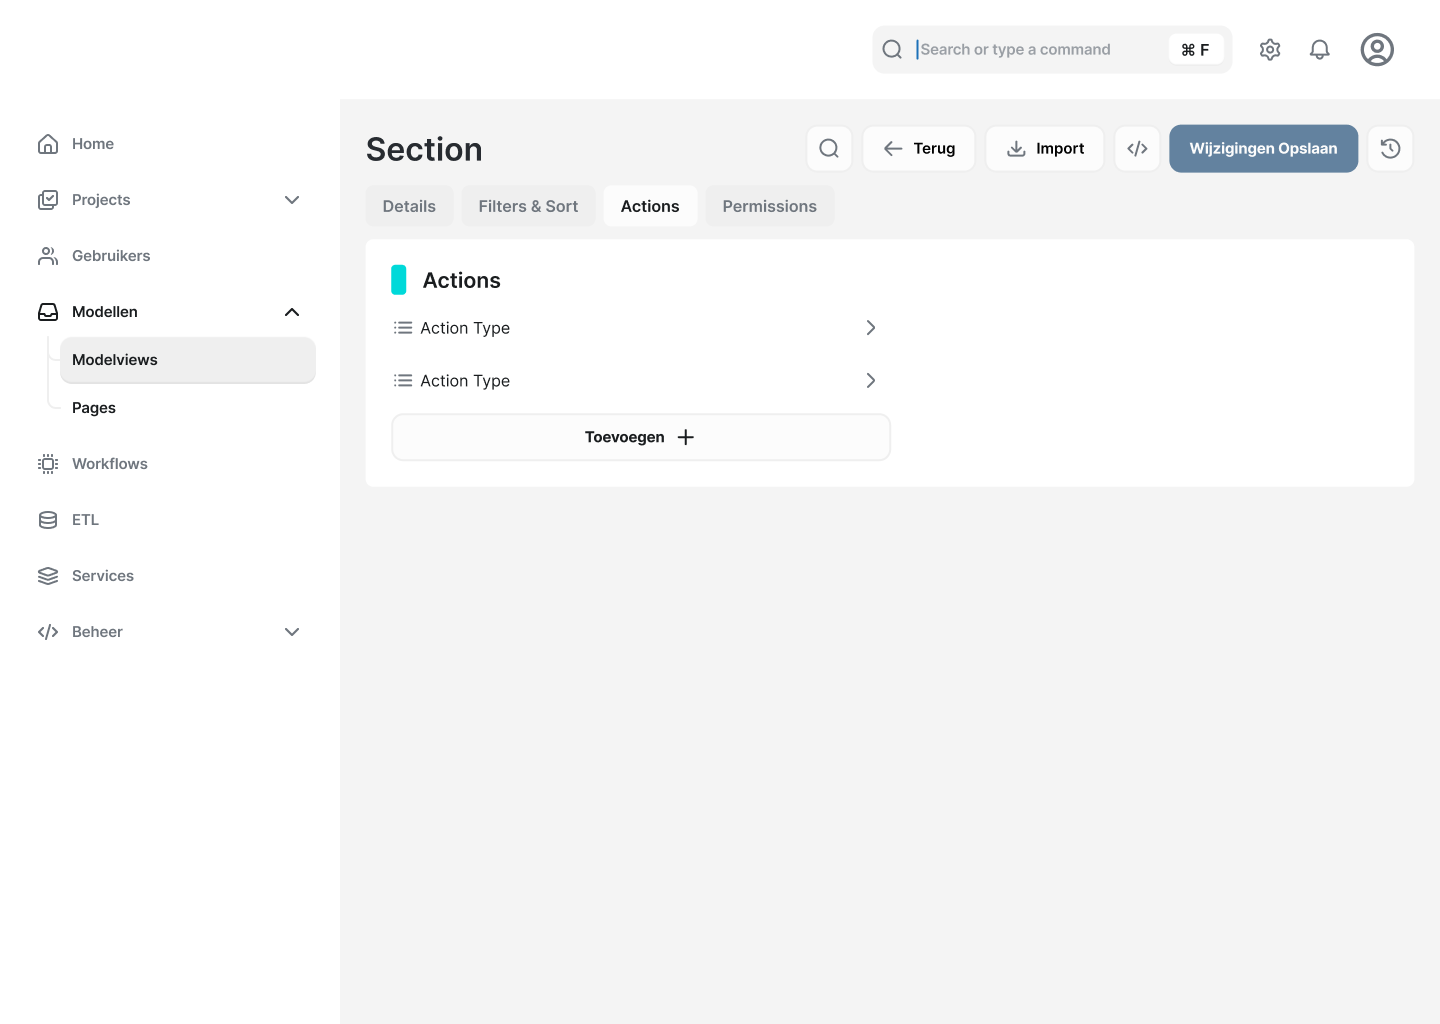 Search or type a command
⌘ F
Home
Projects
Gebruikers
Modellen
Modelviews
Pages
Workflows
ETL
Services
Beheer
Section
Terug
Import
Wijzigingen Opslaan
Details
Filters & Sort
Actions
Permissions
Actions
Action Type
Action Type
Toevoegen